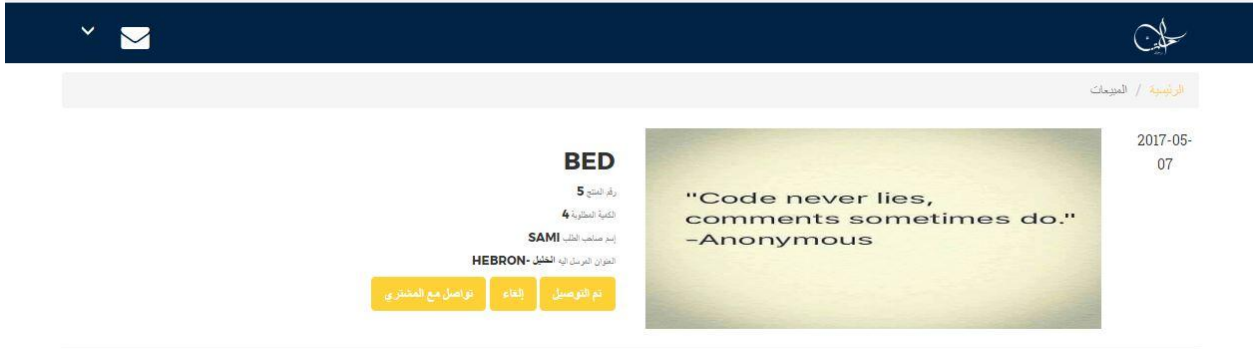 الرئيسية / المبيعات
2017-05-
07
"Code never lies,
comments sometimes do."
-Anonymous
BED
رقم المنتج 5
الكمية المطلوبة 4
إسم صاحب الطلب SAMI
العنوان المرسل اليه الخليل -HEBRON
تم التوصيل إلغاء تواصل مع المشتري